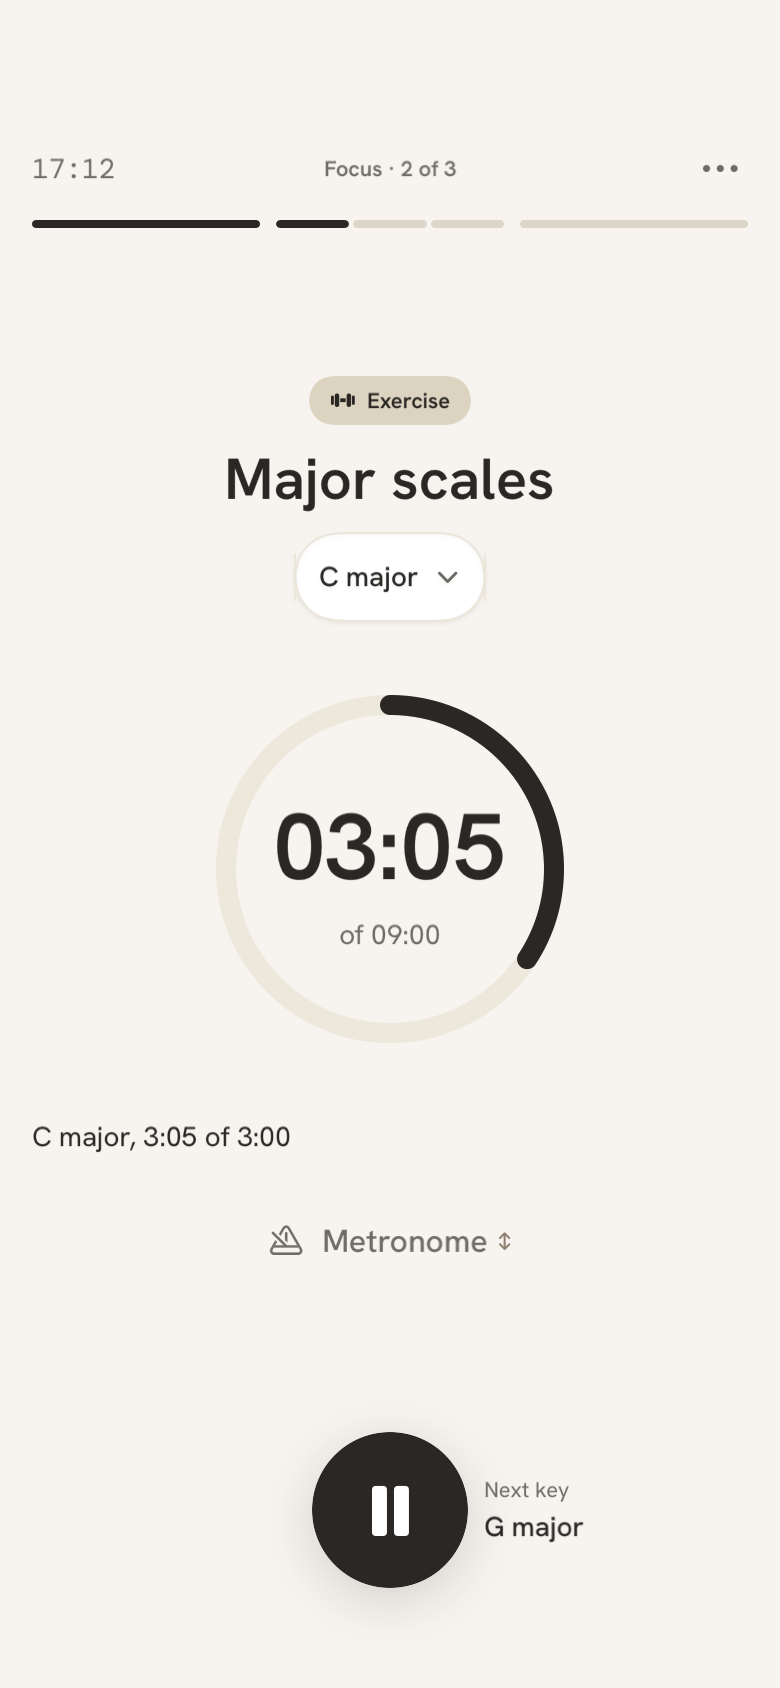 17:12
Focus · 2 of 3
Exercise
Major scales
C major
03:05
of 09:00
C major, 3:05 of 3:00
Metronome
Next key
G major